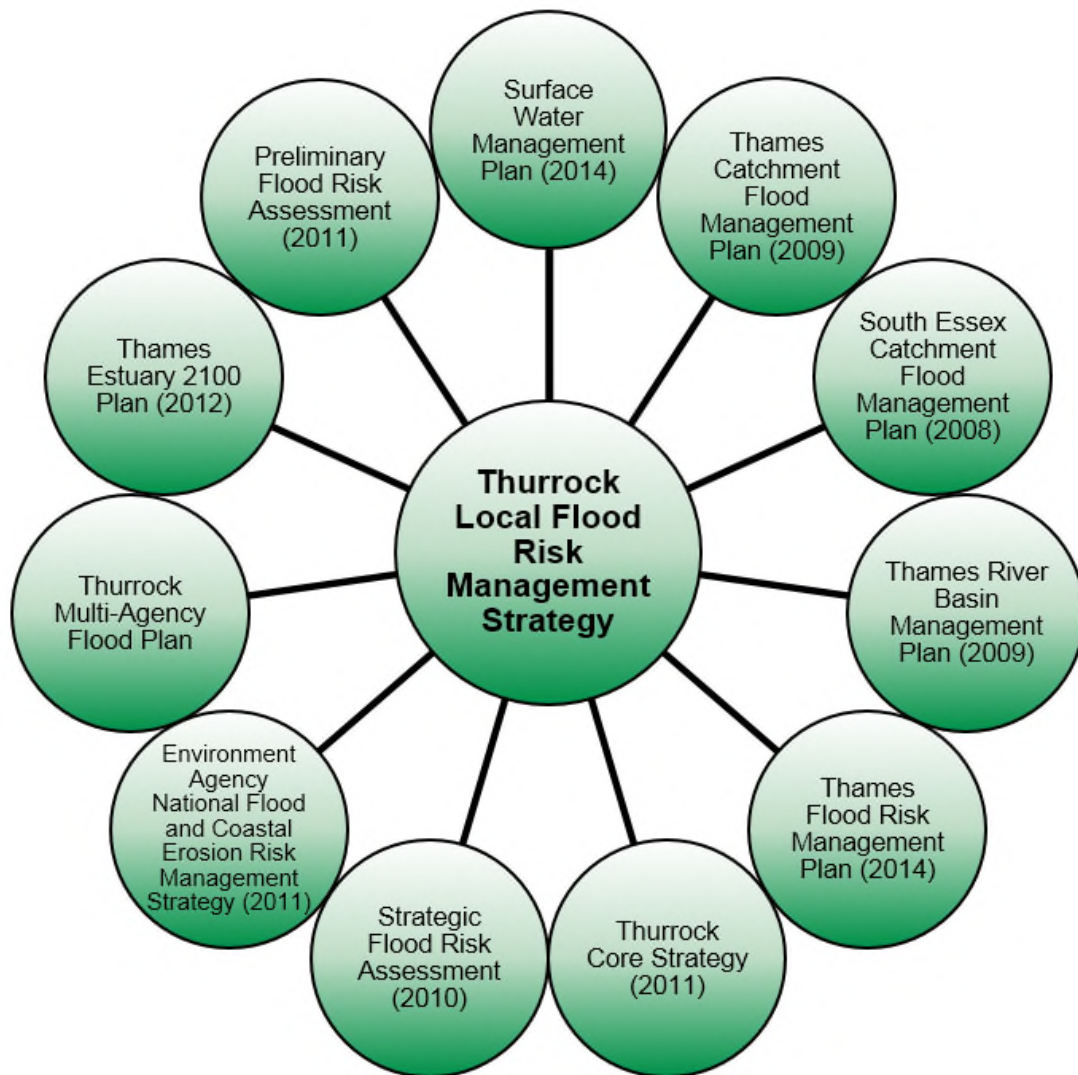 Surface
Water
Management
Plan (2014)
Thames
Catchment
Flood
Management
Plan (2009)
South Essex
Catchment
Flood
Management
Plan (2008)
Thames River
Basin
Management
Plan (2009)
Thames
Flood Risk
Management
Plan (2014)
Thurrock
Core Strategy
(2011)
Strategic
Flood Risk
Assessment
(2010)
Environment
Agency
National Flood
and Coastal
Erosion Risk
Management
Strategy (2011)
Thurrock
Multi-Agency
Flood Plan
Thames
Estuary 2100
Plan (2012)
Preliminary
Flood Risk
Assessment
(2011)
Thurrock
Local Flood
Risk
Management
Strategy